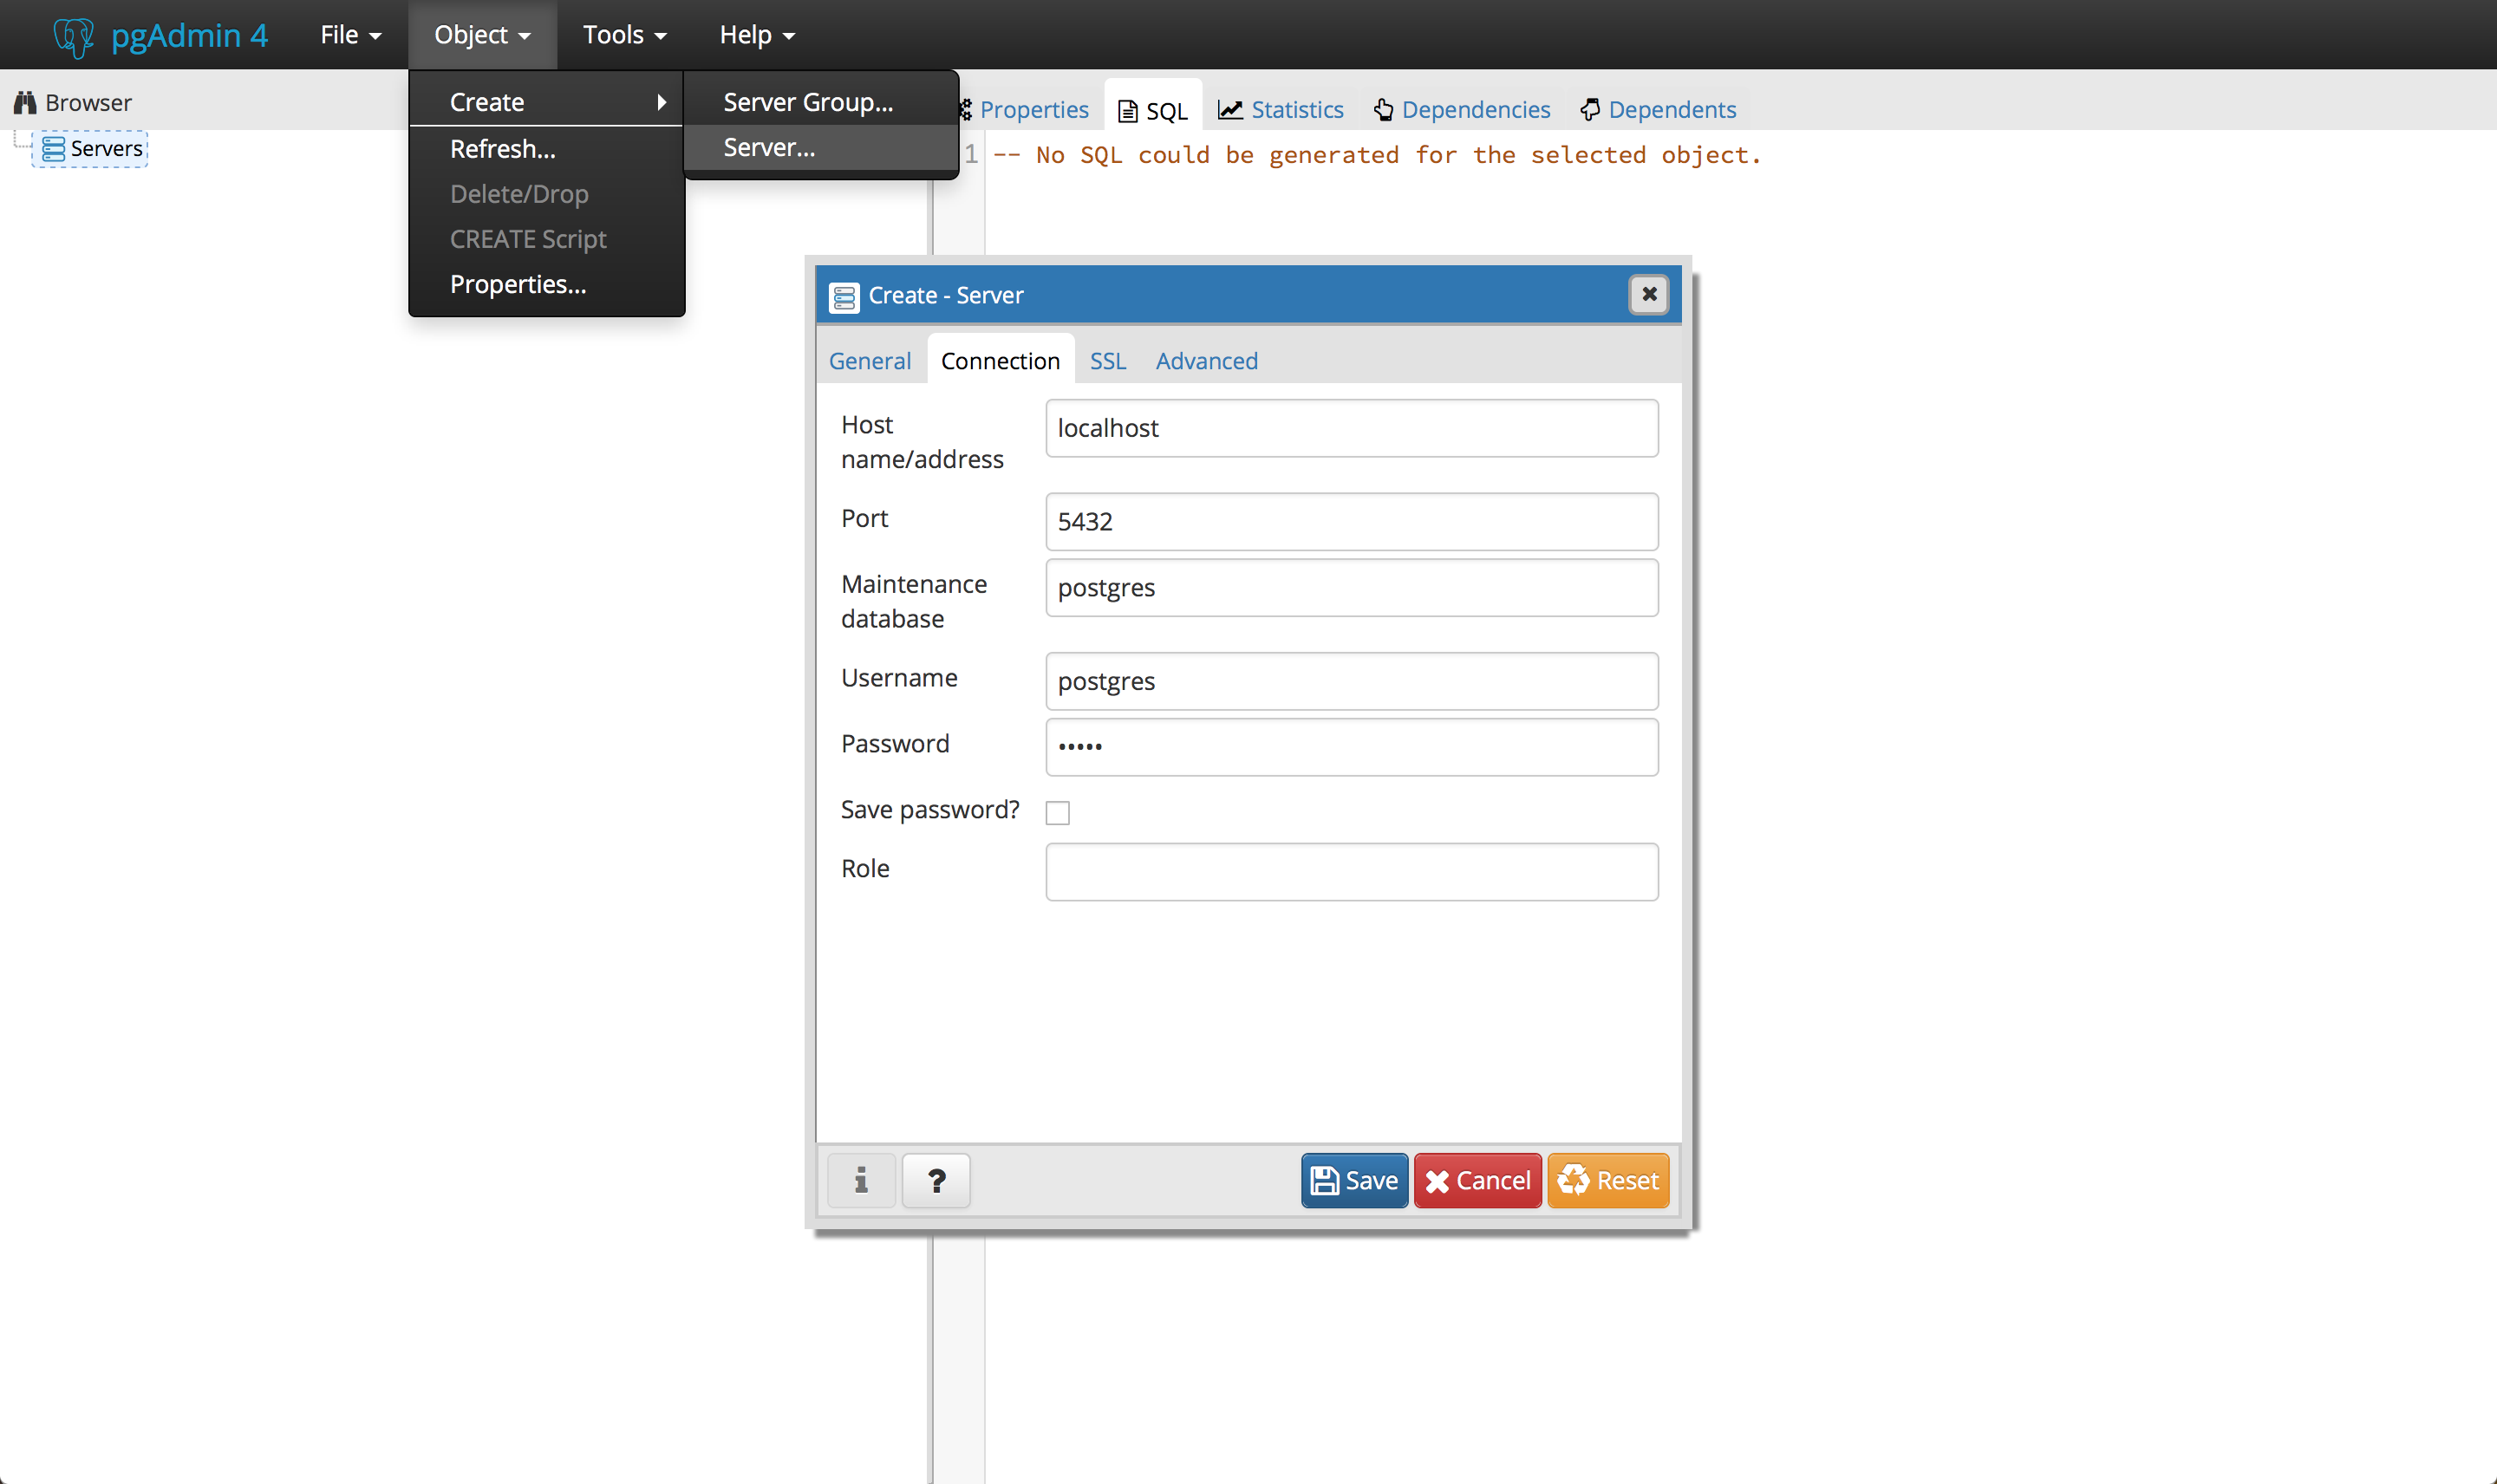 pgAdmin 4 File Object Tools Help
Browser
Servers
Create
Refresh...
Delete/Drop
CREATE Script
Properties...
Server Group...
Server...
Properties SQL Statistics Dependencies Dependents
1 -- No SQL could be generated for the selected object.
Create - Server
General Connection SSL Advanced
Host
name/address
localhost
Port
5432
Maintenance
database
postgres
Username
postgres
Password
•••••
Save password?
Role
i ? Save Cancel Reset